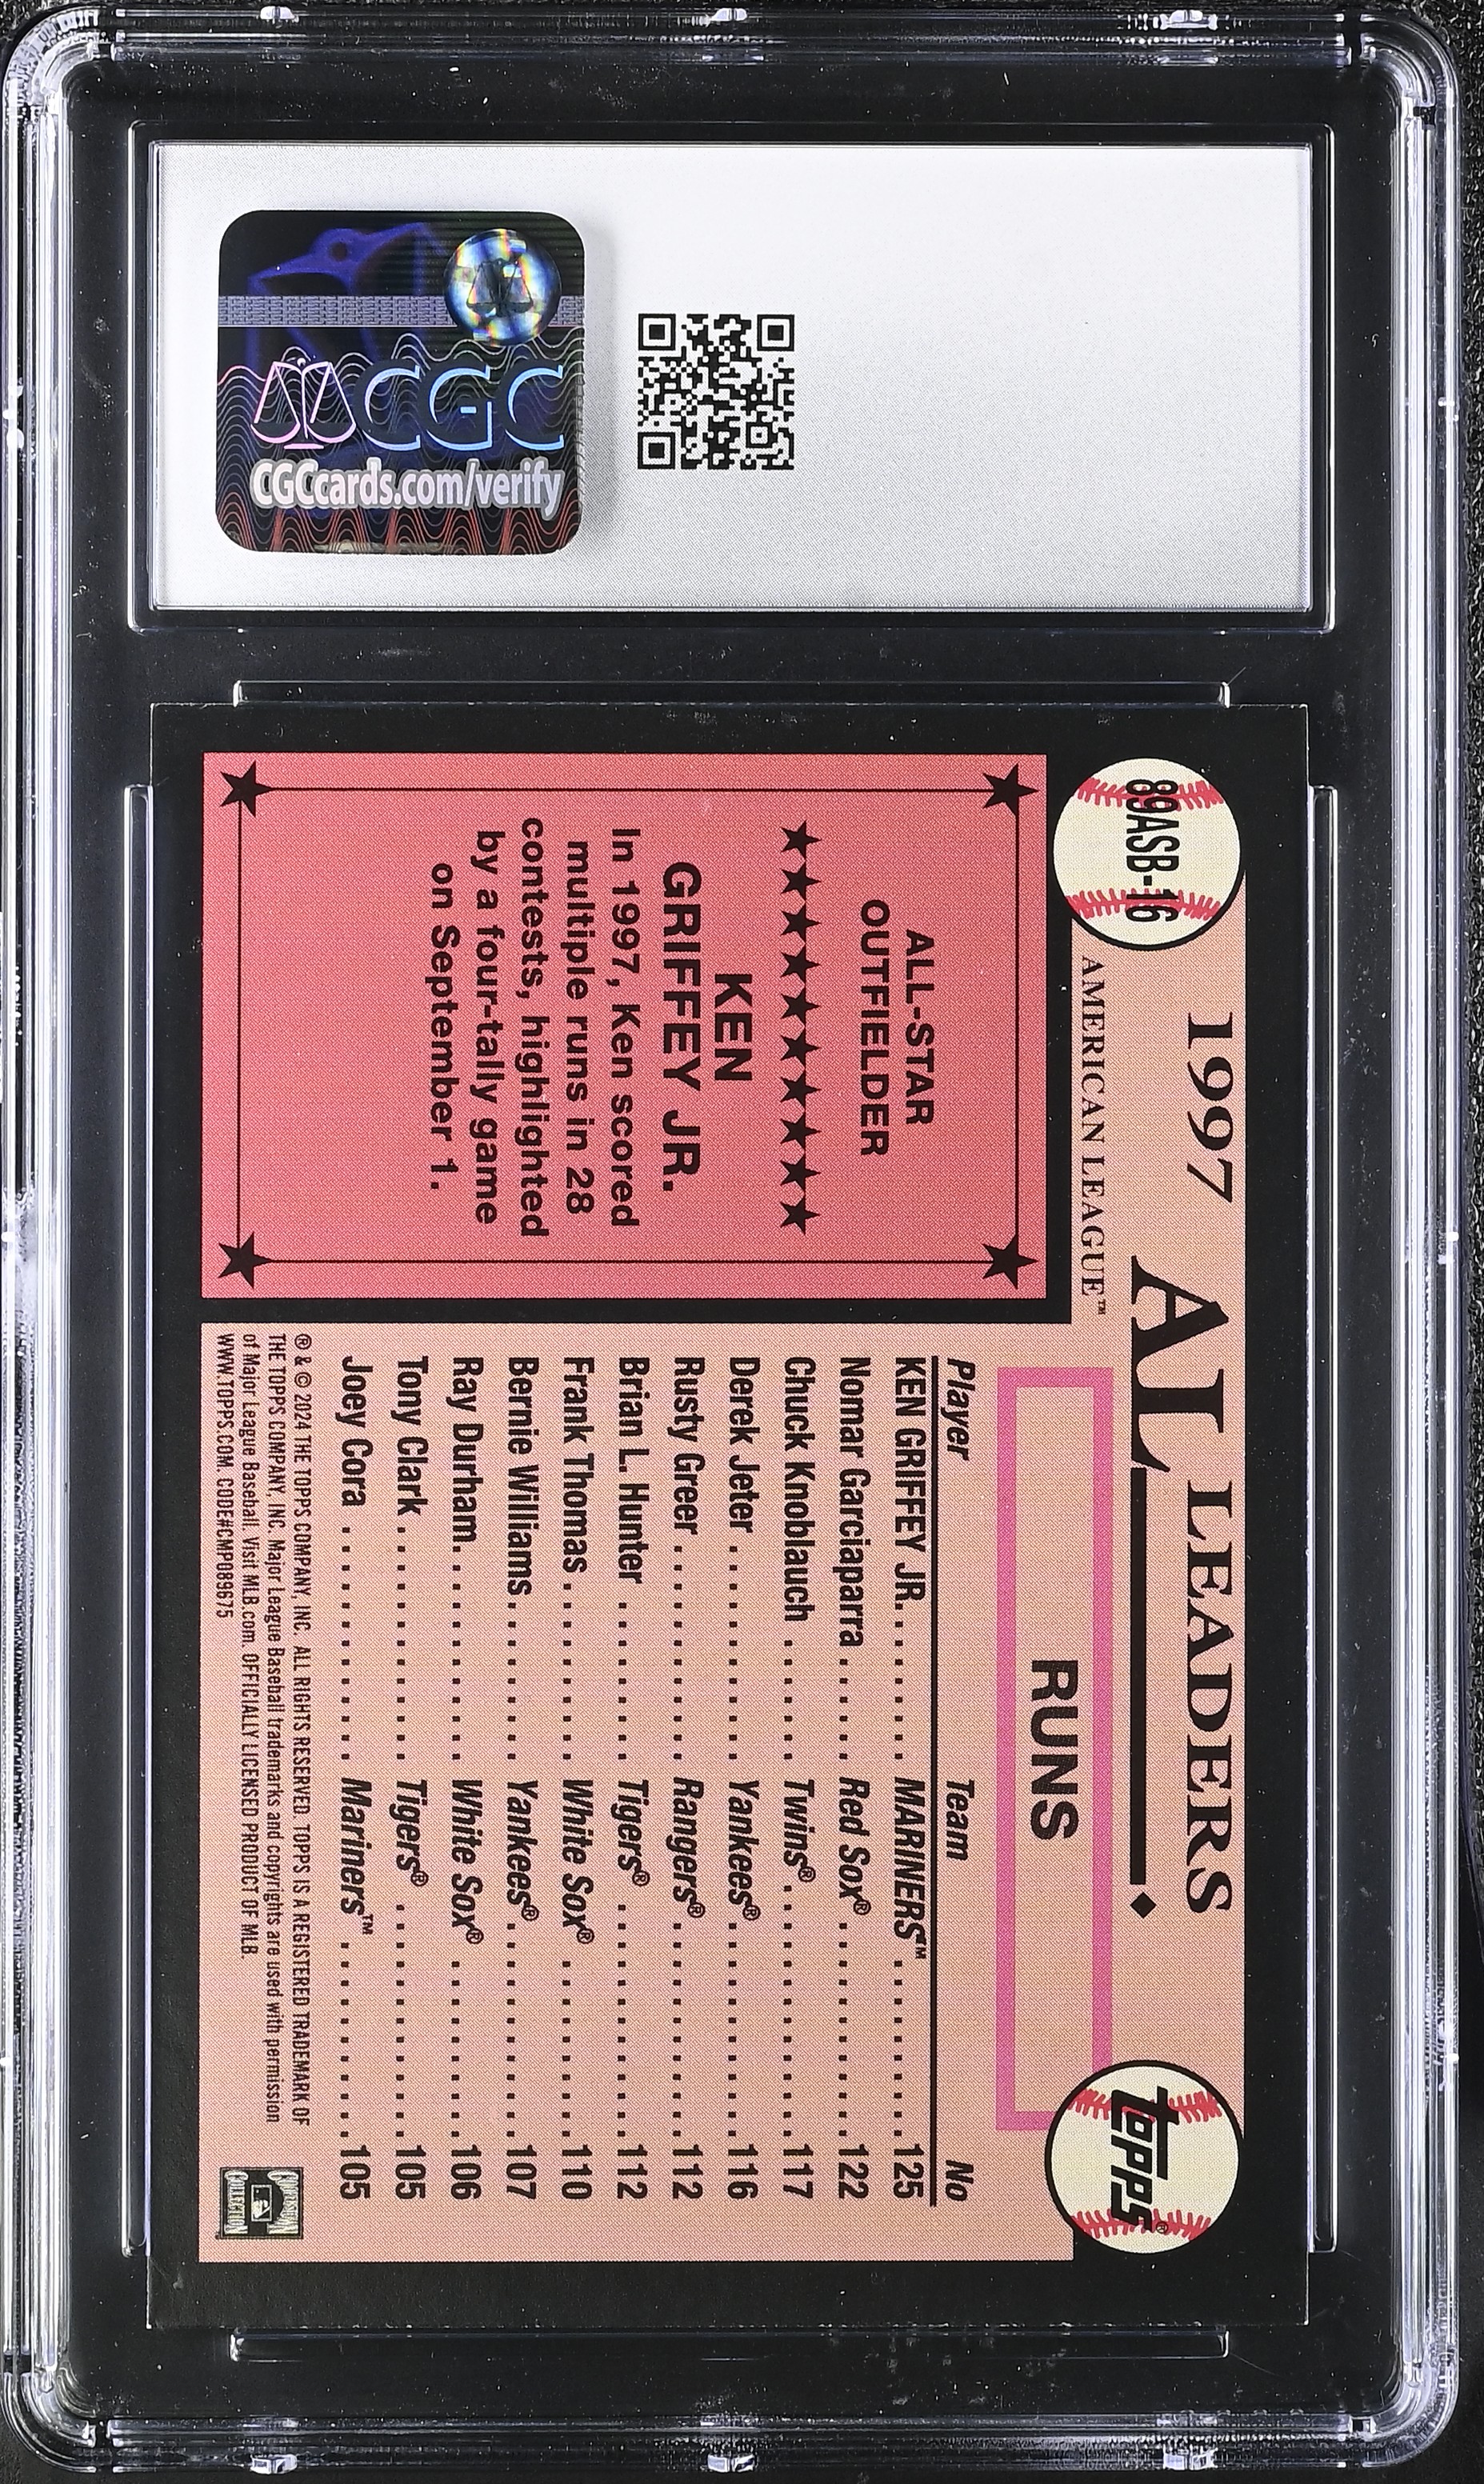 CGC
CGCcards.com/verify
89ASB-16
1997 AL LEADERS
AMERICAN LEAGUE™
topps®
ALL-STAR
OUTFIELDER
KEN
GRIFFEY JR.
In 1997, Ken scored
multiple runs in 28
contests, highlighted
by a four-tally game
on September 1.
RUNS
Player Team No
KEN GRIFFEY JR. . . . . . . . MARINERS™ . . . . . . . . . 125
Nomar Garciaparra . . . . . . Red Sox® . . . . . . . . . . 122
Chuck Knoblauch . . . . . . . Twins® . . . . . . . . . . . 117
Derek Jeter . . . . . . . . . . Yankees® . . . . . . . . . . 116
Rusty Greer . . . . . . . . . . Rangers® . . . . . . . . . . 112
Brian L. Hunter . . . . . . . . Tigers® . . . . . . . . . . . 112
Frank Thomas . . . . . . . . . White Sox® . . . . . . . . . 110
Bernie Williams . . . . . . . . Yankees® . . . . . . . . . . 107
Ray Durham. . . . . . . . . . . White Sox® . . . . . . . . . 106
Tony Clark . . . . . . . . . . . Tigers® . . . . . . . . . . . 105
Joey Cora . . . . . . . . . . . Mariners™ . . . . . . . . . . 105
® & © 2024 THE TOPPS COMPANY, INC. ALL RIGHTS RESERVED. TOPPS IS A REGISTERED TRADEMARK OF
THE TOPPS COMPANY, INC. Major League Baseball trademarks and copyrights are used with permission
of Major League Baseball. Visit MLB.com. OFFICIALLY LICENSED PRODUCT OF MLB.
WWW.TOPPS.COM. CODE#CMP089675
COOPERSTOWN
COLLECTION